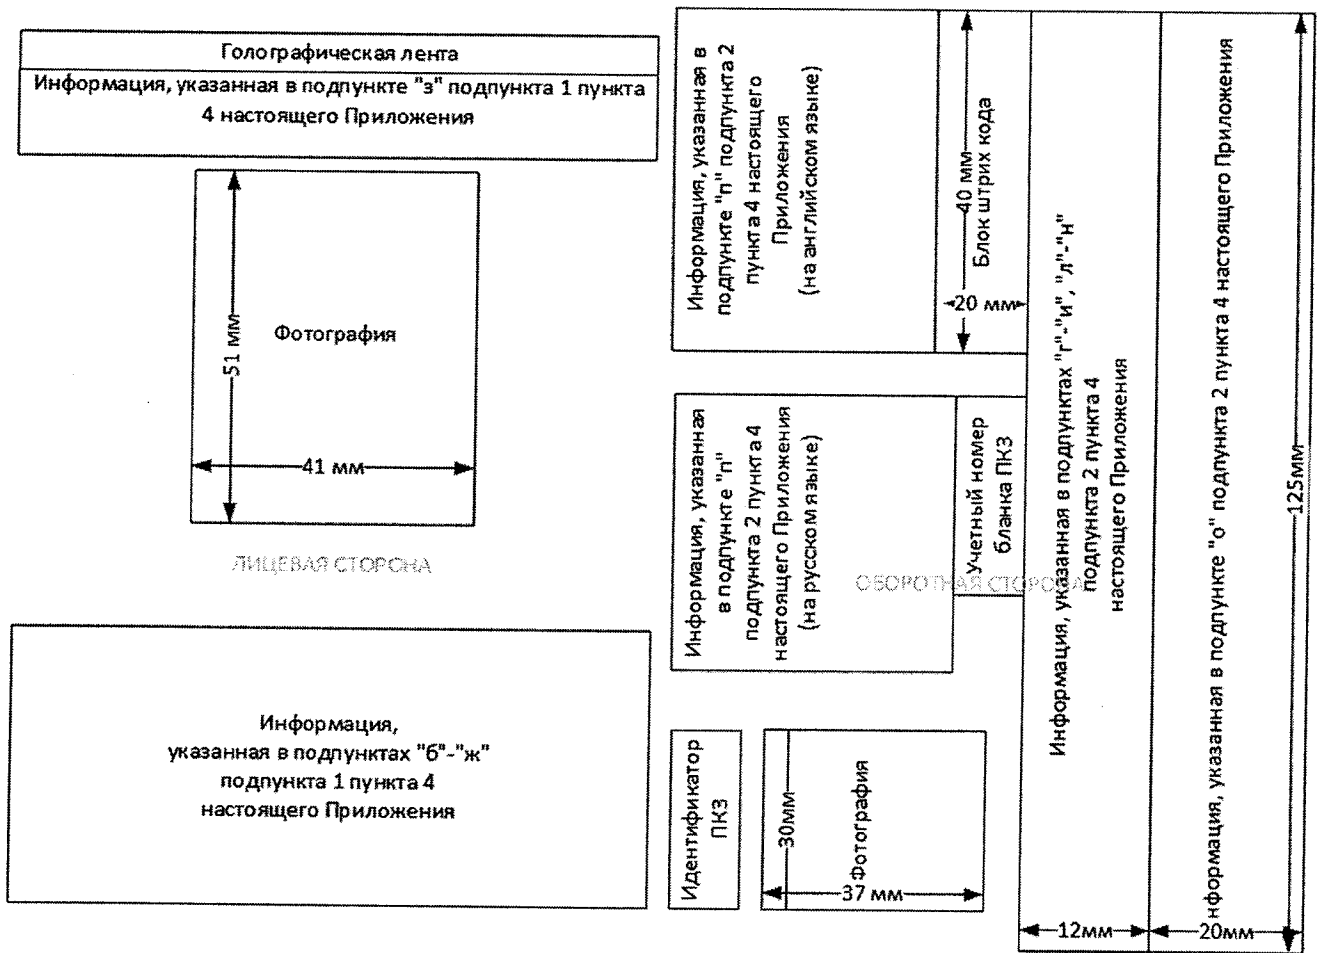 Голографическая лента
Информация, указанная в подпункте "з" подпункта 1 пункта
4 настоящего Приложения
51 мм
Фотография
41 мм
ЛИЦЕВАЯ СТОРОНА
Информация,
указанная в подпунктах "б"-"ж"
подпункта 1 пункта 4
настоящего Приложения
Информация, указанная в
подпункте "п" подпункта 2
пункта 4 настоящего
Приложения
(на английском языке)
40 мм
Блок штрих кода
20 мм
Информация, указанная
в подпункте "п"
подпункта 2 пункта 4
настоящего Приложения
(на русском языке)
Учетный номер
бланка ПКЗ
ОБОРОТНАЯ СТОРОНА
Идентификатор
ПКЗ
30мм
Фотография
37 мм
Информация, указанная в подпунктах "г"-"и", "л"-"н"
подпункта 2 пункта 4
настоящего Приложения
12мм
нформация, указанная в подпункте "о" подпункта 2 пункта 4 настоящего Приложения
20мм
125мм